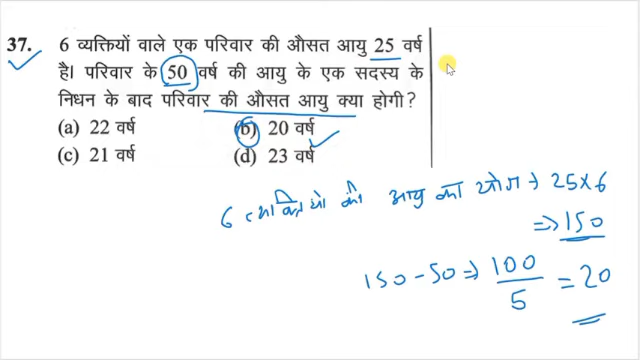 37. 6 व्यक्तियों वाले एक परिवार की औसत आयु 25 वर्ष
है। परिवार के 50 वर्ष की आयु के एक सदस्य के
निधन के बाद परिवार की औसत आयु क्या होगी?
(a) 22 वर्ष (b) 20 वर्ष
(c) 21 वर्ष (d) 23 वर्ष
6 व्यक्तियो की आयु का योग → 25×6
⇒ 150
150-50 ⇒ 100/5 = 20